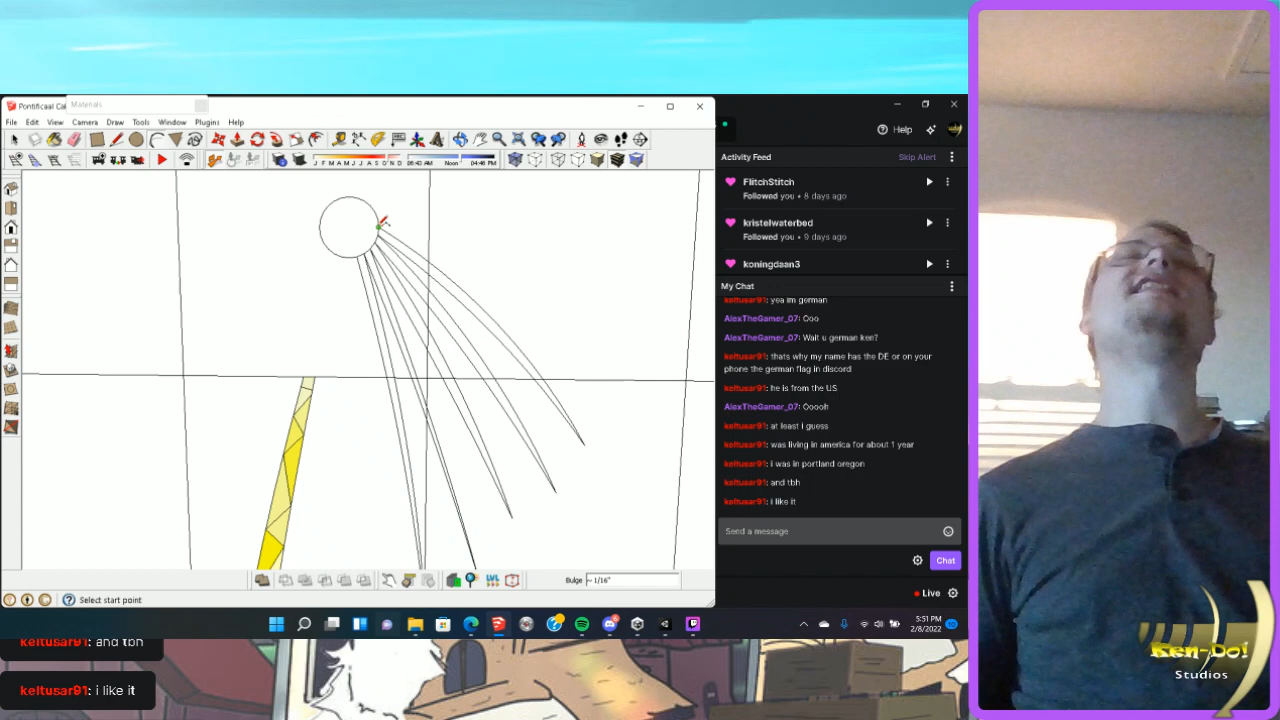 Pontificaal Cal
Materials
File Edit View Camera Draw Tools Window Plugins Help
J F M A M J J A S O N D
06:43 AM Noon 04:46 PM
Bulge ~ 1/16"
Select start point
Help
Activity Feed Skip Alert
FlitchStitch
Followed you • 8 days ago
kristelwaterbed
Followed you • 9 days ago
koningdaan3
My Chat
keltusar91: yea im german
AlexTheGamer_07: Ooo
AlexTheGamer_07: Wait u german ken?
keltusar91: thats why my name has the DE or on your
phone the german flag in discord
keltusar91: he is from the US
AlexTheGamer_07: Ooooh
keltusar91: at least i guess
keltusar91: was living in america for about 1 year
keltusar91: i was in portland oregon
keltusar91: and tbh
keltusar91: i like it
Send a message
Chat
Live
5:51 PM
2/8/2022
keltusar91: and tbh
keltusar91: i like it
Ken-Do!
Studios